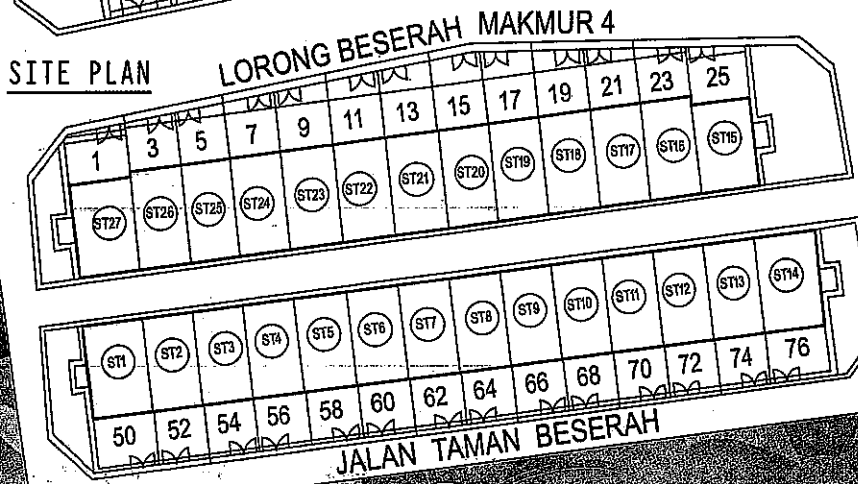 LORONG BESERAH MAKMUR 4
SITE PLAN
1 3 5 7 9 11 13 15 17 19 21 23 25
ST27 ST26 ST25 ST24 ST23 ST22 ST21 ST20 ST19 ST18 ST17 ST16 ST15
ST1 ST2 ST3 ST4 ST5 ST6 ST7 ST8 ST9 ST10 ST11 ST12 ST13 ST14
50 52 54 56 58 60 62 64 66 68 70 72 74 76
JALAN TAMAN BESERAH